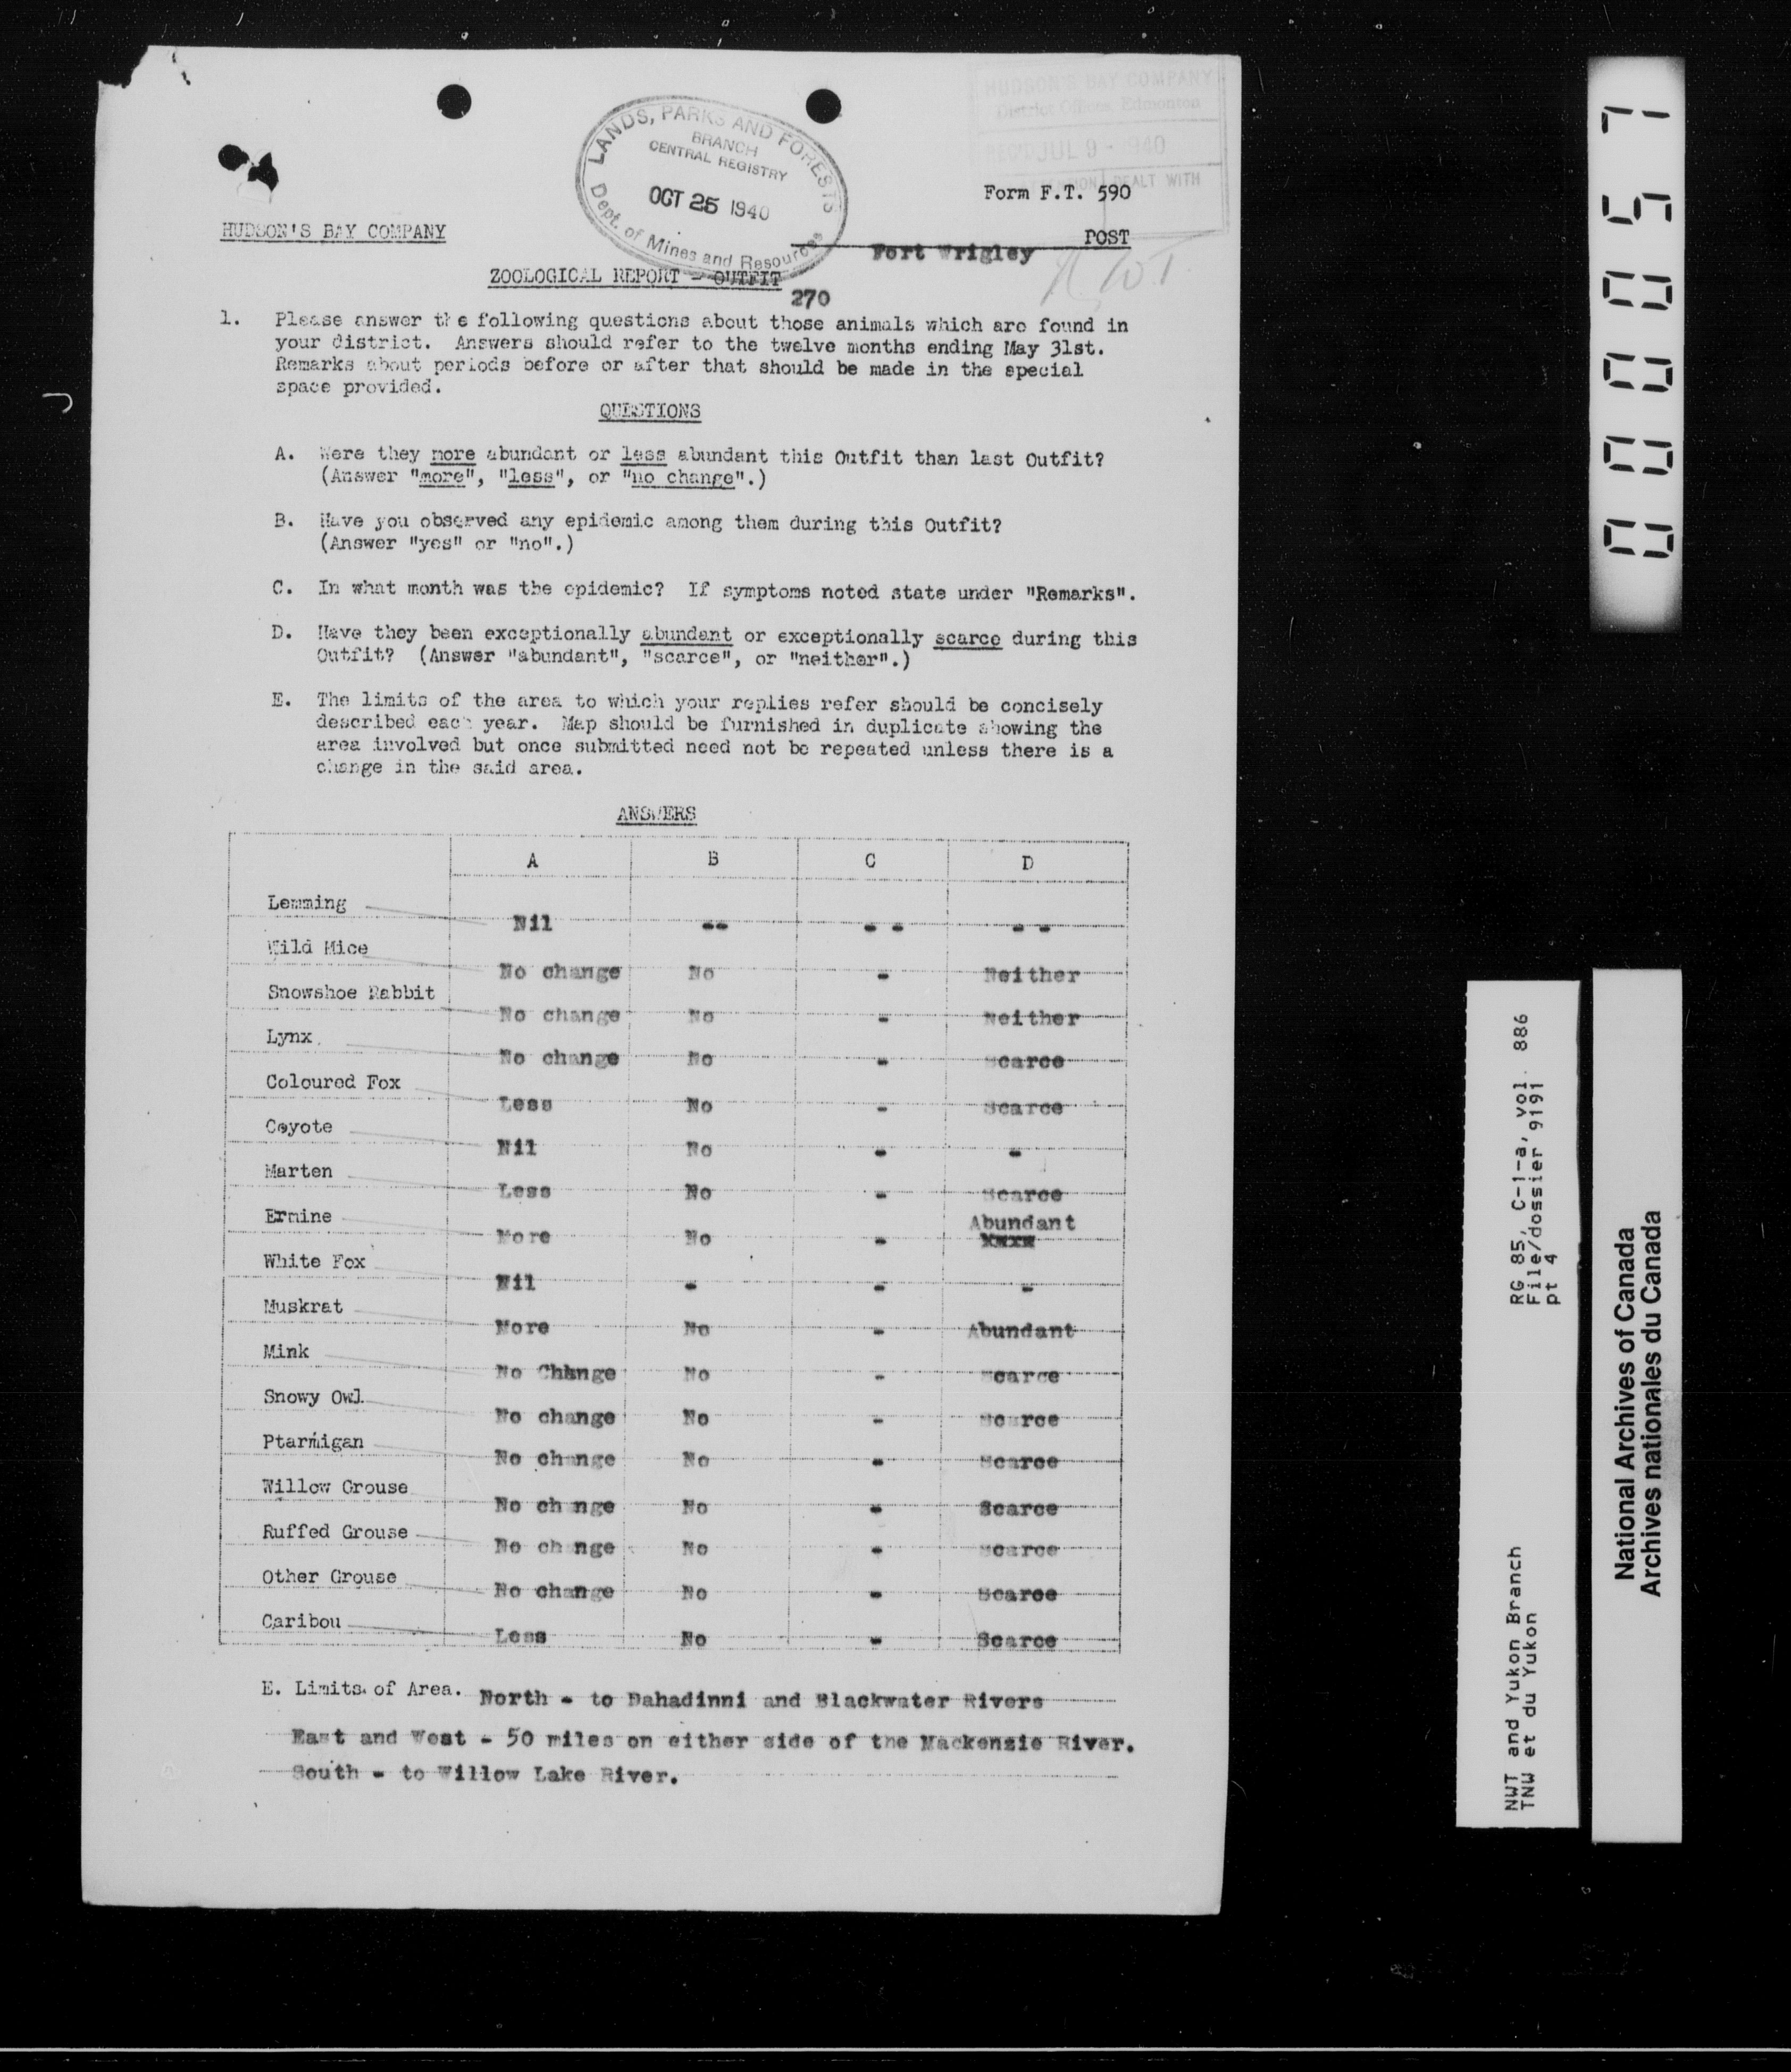 HUDSON'S BAY COMPANY
District Offices, Edmonton
REC'D JUL 9 - 1940
DEALT WITH
LANDS, PARKS AND FORESTS
BRANCH
CENTRAL REGISTRY
OCT 25 1940
Dept. of Mines and Resources
Form F.T. 590
HUDSON'S BAY COMPANY
POST
Fort Wrigley
N.W.T
ZOOLOGICAL REPORT - OUTFIT
270
1. Please answer the following questions about those animals which are found in
your district. Answers should refer to the twelve months ending May 31st.
Remarks about periods before or after that should be made in the special
space provided.
QUESTIONS
A. Were they more abundant or less abundant this Outfit than last Outfit?
(Answer "more", "less", or "no change".)
B. Have you observed any epidemic among them during this Outfit?
(Answer "yes" or "no".)
C. In what month was the epidemic? If symptoms noted state under "Remarks".
D. Have they been exceptionally abundant or exceptionally scarce during this
Outfit? (Answer "abundant", "scarce", or "neither".)
E. The limits of the area to which your replies refer should be concisely
described each year. Map should be furnished in duplicate showing the
area involved but once submitted need not be repeated unless there is a
change in the said area.
ANSWERS
A B C D
Lemming Nil -- - - - -
Wild Mice No change No - Neither
Snowshoe Rabbit No change No - Neither
Lynx No change No - Scarce
Coloured Fox Less No - Scarce
Coyote Nil No - -
Marten Less No - Scarce
Ermine More No - Abundant
White Fox Nil - - -
Muskrat More No - Abundant
Mink No Change No - Scarce
Snowy Owl No change No - Scarce
Ptarmigan No change No - Scarce
Willow Grouse No change No - Scarce
Ruffed Grouse No change No - Scarce
Other Grouse No change No - Scarce
Caribou Less No - Scarce
E. Limits of Area. North - to Dahadinni and Blackwater Rivers
East and West - 50 miles on either side of the Mackenzie River.
South - to Willow Lake River.
000057
RG 85, C-1-a, vol. 886
File/dossier 9191
pt 4
NWT and Yukon Branch
TNW et du Yukon
National Archives of Canada
Archives nationales du Canada